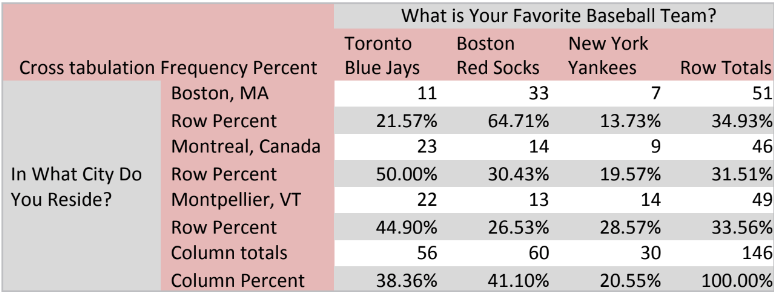 What is Your Favorite Baseball Team?
Cross tabulation Frequency Percent Toronto Blue Jays Boston Red Socks New York Yankees Row Totals
In What City Do You Reside?
Boston, MA 11 33 7 51
Row Percent 21.57% 64.71% 13.73% 34.93%
Montreal, Canada 23 14 9 46
Row Percent 50.00% 30.43% 19.57% 31.51%
Montpellier, VT 22 13 14 49
Row Percent 44.90% 26.53% 28.57% 33.56%
Column totals 56 60 30 146
Column Percent 38.36% 41.10% 20.55% 100.00%